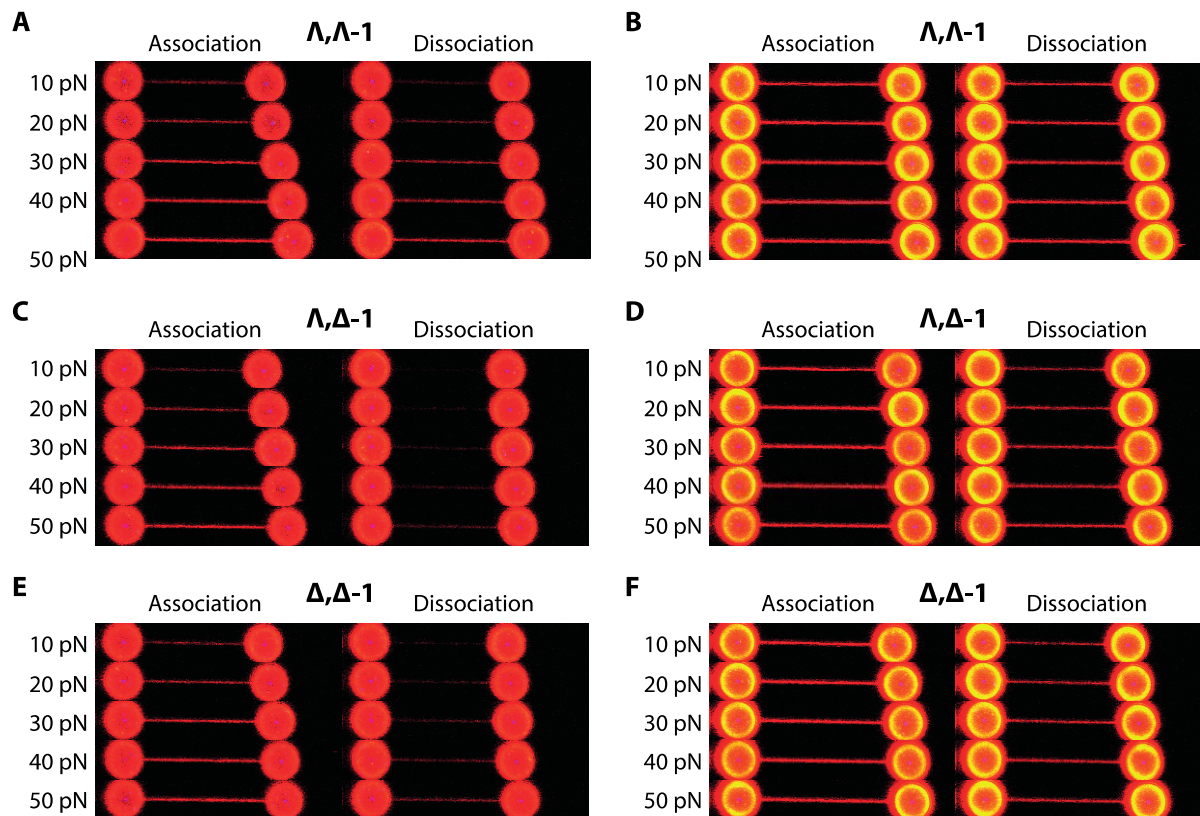 A
Association Λ,Λ-1 Dissociation
10 pN
20 pN
30 pN
40 pN
50 pN
B
Association Λ,Λ-1 Dissociation
10 pN
20 pN
30 pN
40 pN
50 pN
C
Association Λ,Δ-1 Dissociation
10 pN
20 pN
30 pN
40 pN
50 pN
D
Association Λ,Δ-1 Dissociation
10 pN
20 pN
30 pN
40 pN
50 pN
E
Association Δ,Δ-1 Dissociation
10 pN
20 pN
30 pN
40 pN
50 pN
F
Association Δ,Δ-1 Dissociation
10 pN
20 pN
30 pN
40 pN
50 pN